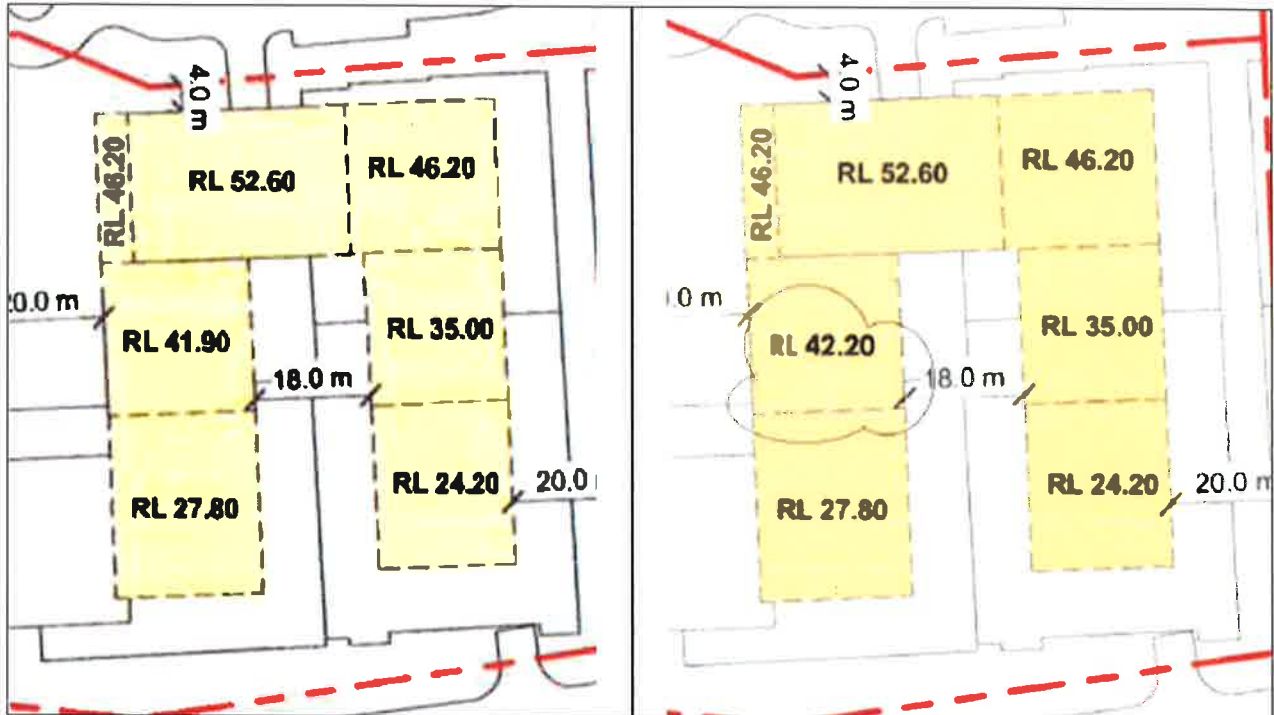 4.0 m
RL 46.20
RL 52.60
RL 46.20
0.0 m
RL 41.90
RL 35.00
18.0 m
RL 27.80
RL 24.20
20.0
4.0 m
RL 46.20
RL 52.60
RL 46.20
.0 m
RL 42.20
RL 35.00
18.0 m
RL 27.80
RL 24.20
20.0 m